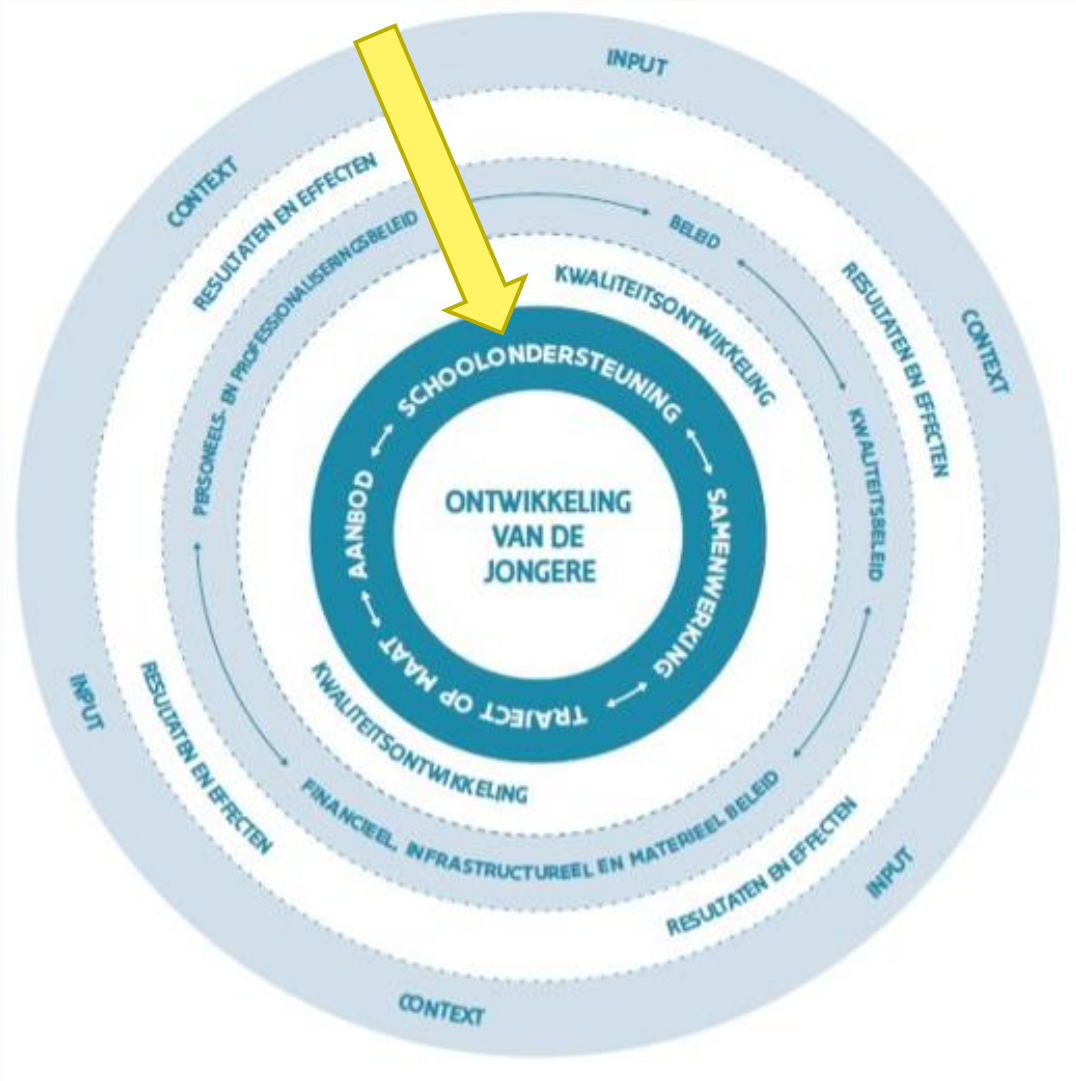 INPUT
CONTEXT
RESULTATEN EN EFFECTEN
PERSONEELS- EN PROFESSIONALISERINGSBELEID
BELEID
KWALITEITSONTWIKKELING
RESULTATEN EN EFFECTEN
CONTEXT
SCHOOLONDERSTEUNING
KWALITEITSBELEID
AANBOD
SAMENWERKING
ONTWIKKELING
VAN DE
JONGERE
TRAJECT OP MAAT
INPUT
RESULTATEN EN EFFECTEN
KWALITEITSONTWIKKELING
FINANCIEEL, INFRASTRUCTUREEL EN MATERIEEL BELEID
RESULTATEN EN EFFECTEN
INPUT
CONTEXT